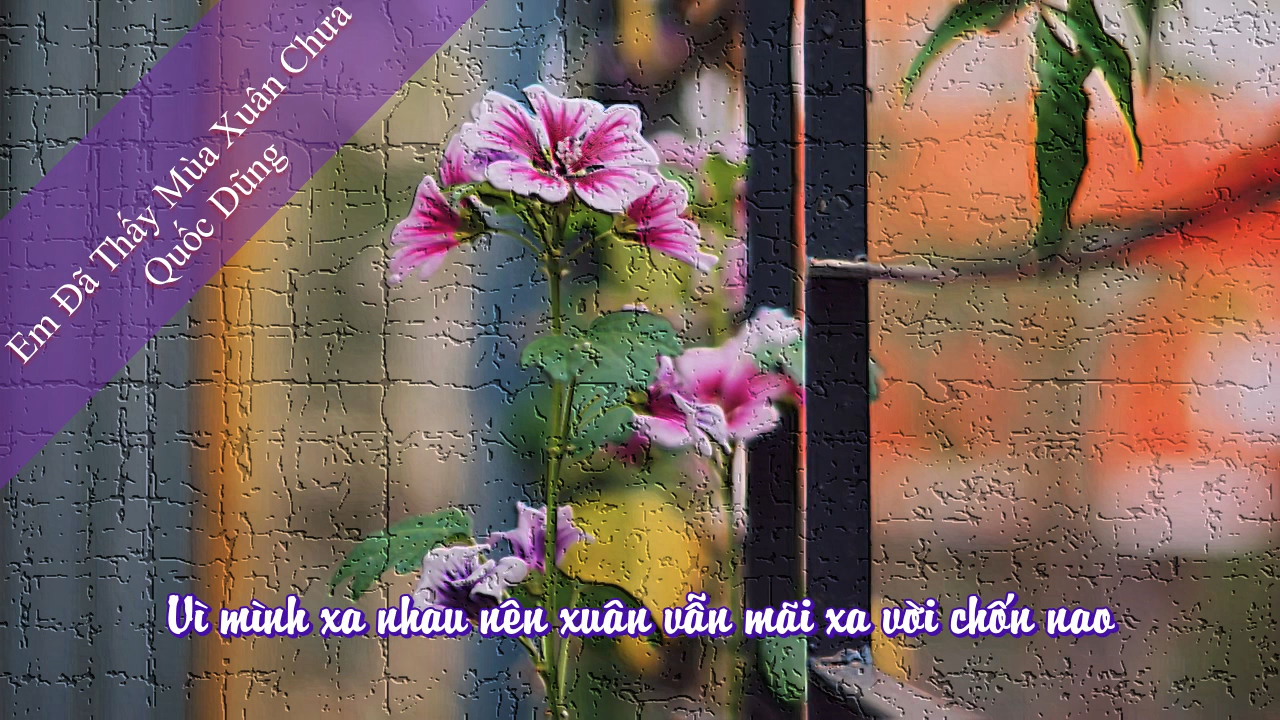 Em Đã Thấy Mùa Xuân Chưa
Quốc Dũng
Vì mình xa nhau nên xuân vẫn mãi xa vời chốn nao